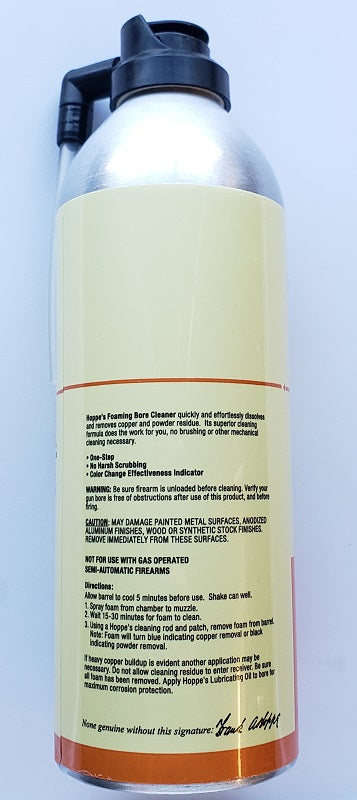 Hoppe's Foaming Bore Cleaner quickly and effortlessly dissolves
and removes copper and powder residue. Its superior cleaning
formula does the work for you, no brushing or other mechanical
cleaning necessary.
• One-Step
• No Harsh Scrubbing
• Color Change Effectiveness Indicator
WARNING: Be sure firearm is unloaded before cleaning. Verify your
gun bore is free of obstructions after use of this product, and before
firing.
CAUTION: MAY DAMAGE PAINTED METAL SURFACES, ANODIZED
ALUMINUM FINISHES, WOOD OR SYNTHETIC STOCK FINISHES.
REMOVE IMMEDIATELY FROM THESE SURFACES.
NOT FOR USE WITH GAS OPERATED
SEMI-AUTOMATIC FIREARMS
Directions:
Allow barrel to cool 5 minutes before use. Shake can well.
1. Spray foam from chamber to muzzle.
2. Wait 15-30 minutes for foam to clean.
3. Using a Hoppe's cleaning rod and patch, remove foam from barrel.
Note: Foam will turn blue indicating copper removal or black
indicating powder removal.
If heavy copper buildup is evident another application may be
necessary. Do not allow cleaning residue to enter receiver. Be sure
all foam has been removed. Apply Hoppe's Lubricating Oil to bore for
maximum corrosion protection.
None genuine without this signature: Frank A Hoppe